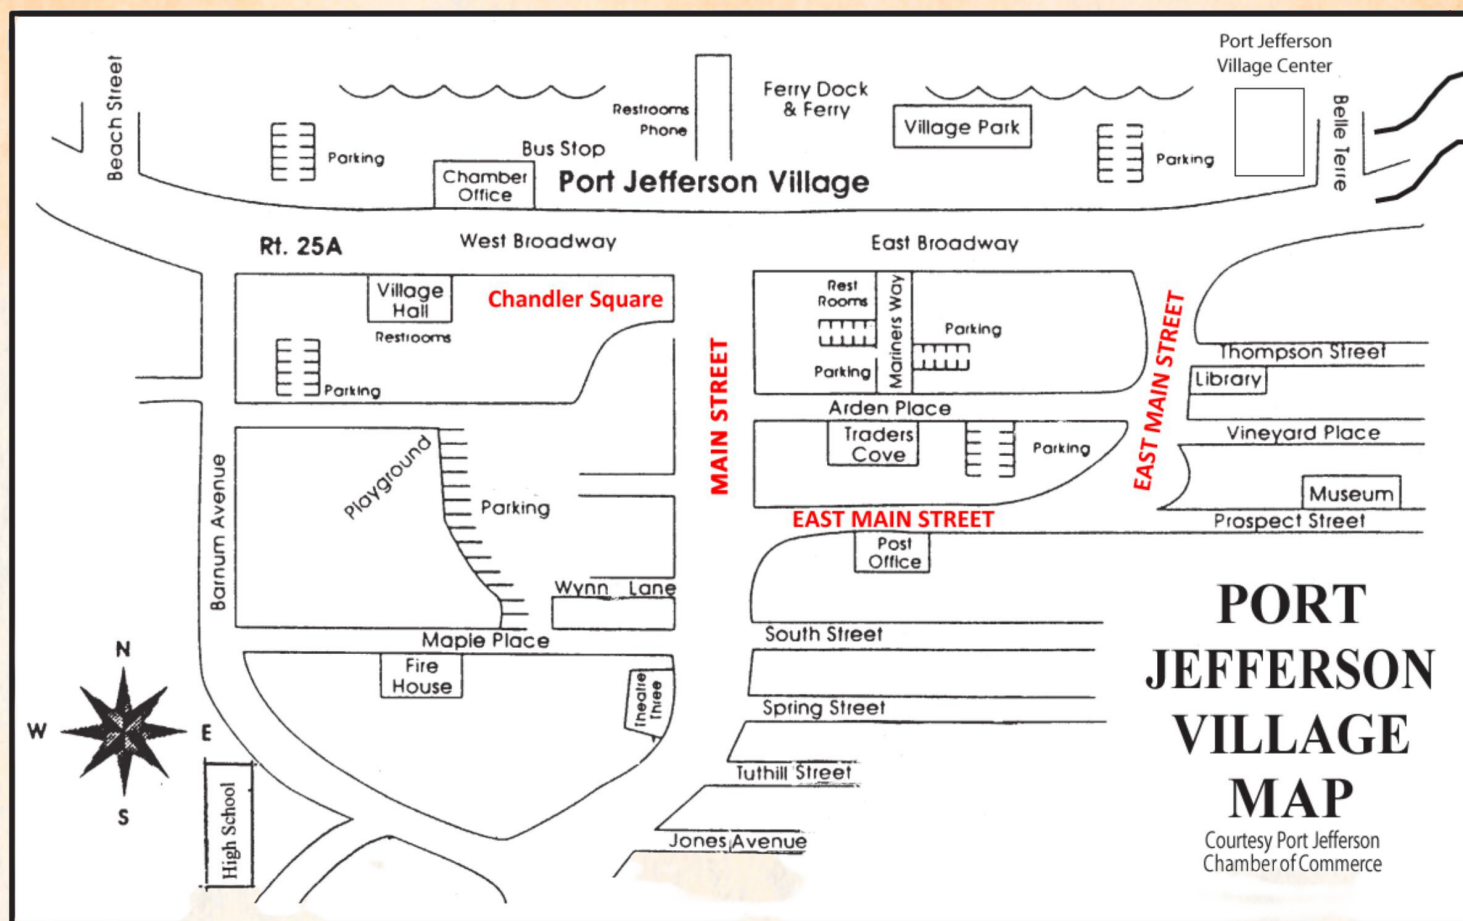 Port Jefferson
Village Center
Beach Street
Restrooms
Phone
Ferry Dock
& Ferry
Village Park
Belle Terre
Parking
Bus Stop
Parking
Chamber
Office
Port Jefferson Village
Rt. 25A
West Broadway
East Broadway
Village
Hall
Chandler Square
Restrooms
Parking
Rest
Rooms
Mariners Way
Parking
Parking
MAIN STREET
EAST MAIN STREET
Thompson Street
Library
Arden Place
Traders
Cove
Parking
Vineyard Place
Museum
Prospect Street
Barnum Avenue
Playground
Parking
EAST MAIN STREET
Post
Office
Wynn Lane
Maple Place
South Street
Fire
House
Theatre
Three
Spring Street
Tuthill Street
Jones Avenue
N
W
E
S
High School
PORT
JEFFERSON
VILLAGE
MAP
Courtesy Port Jefferson
Chamber of Commerce